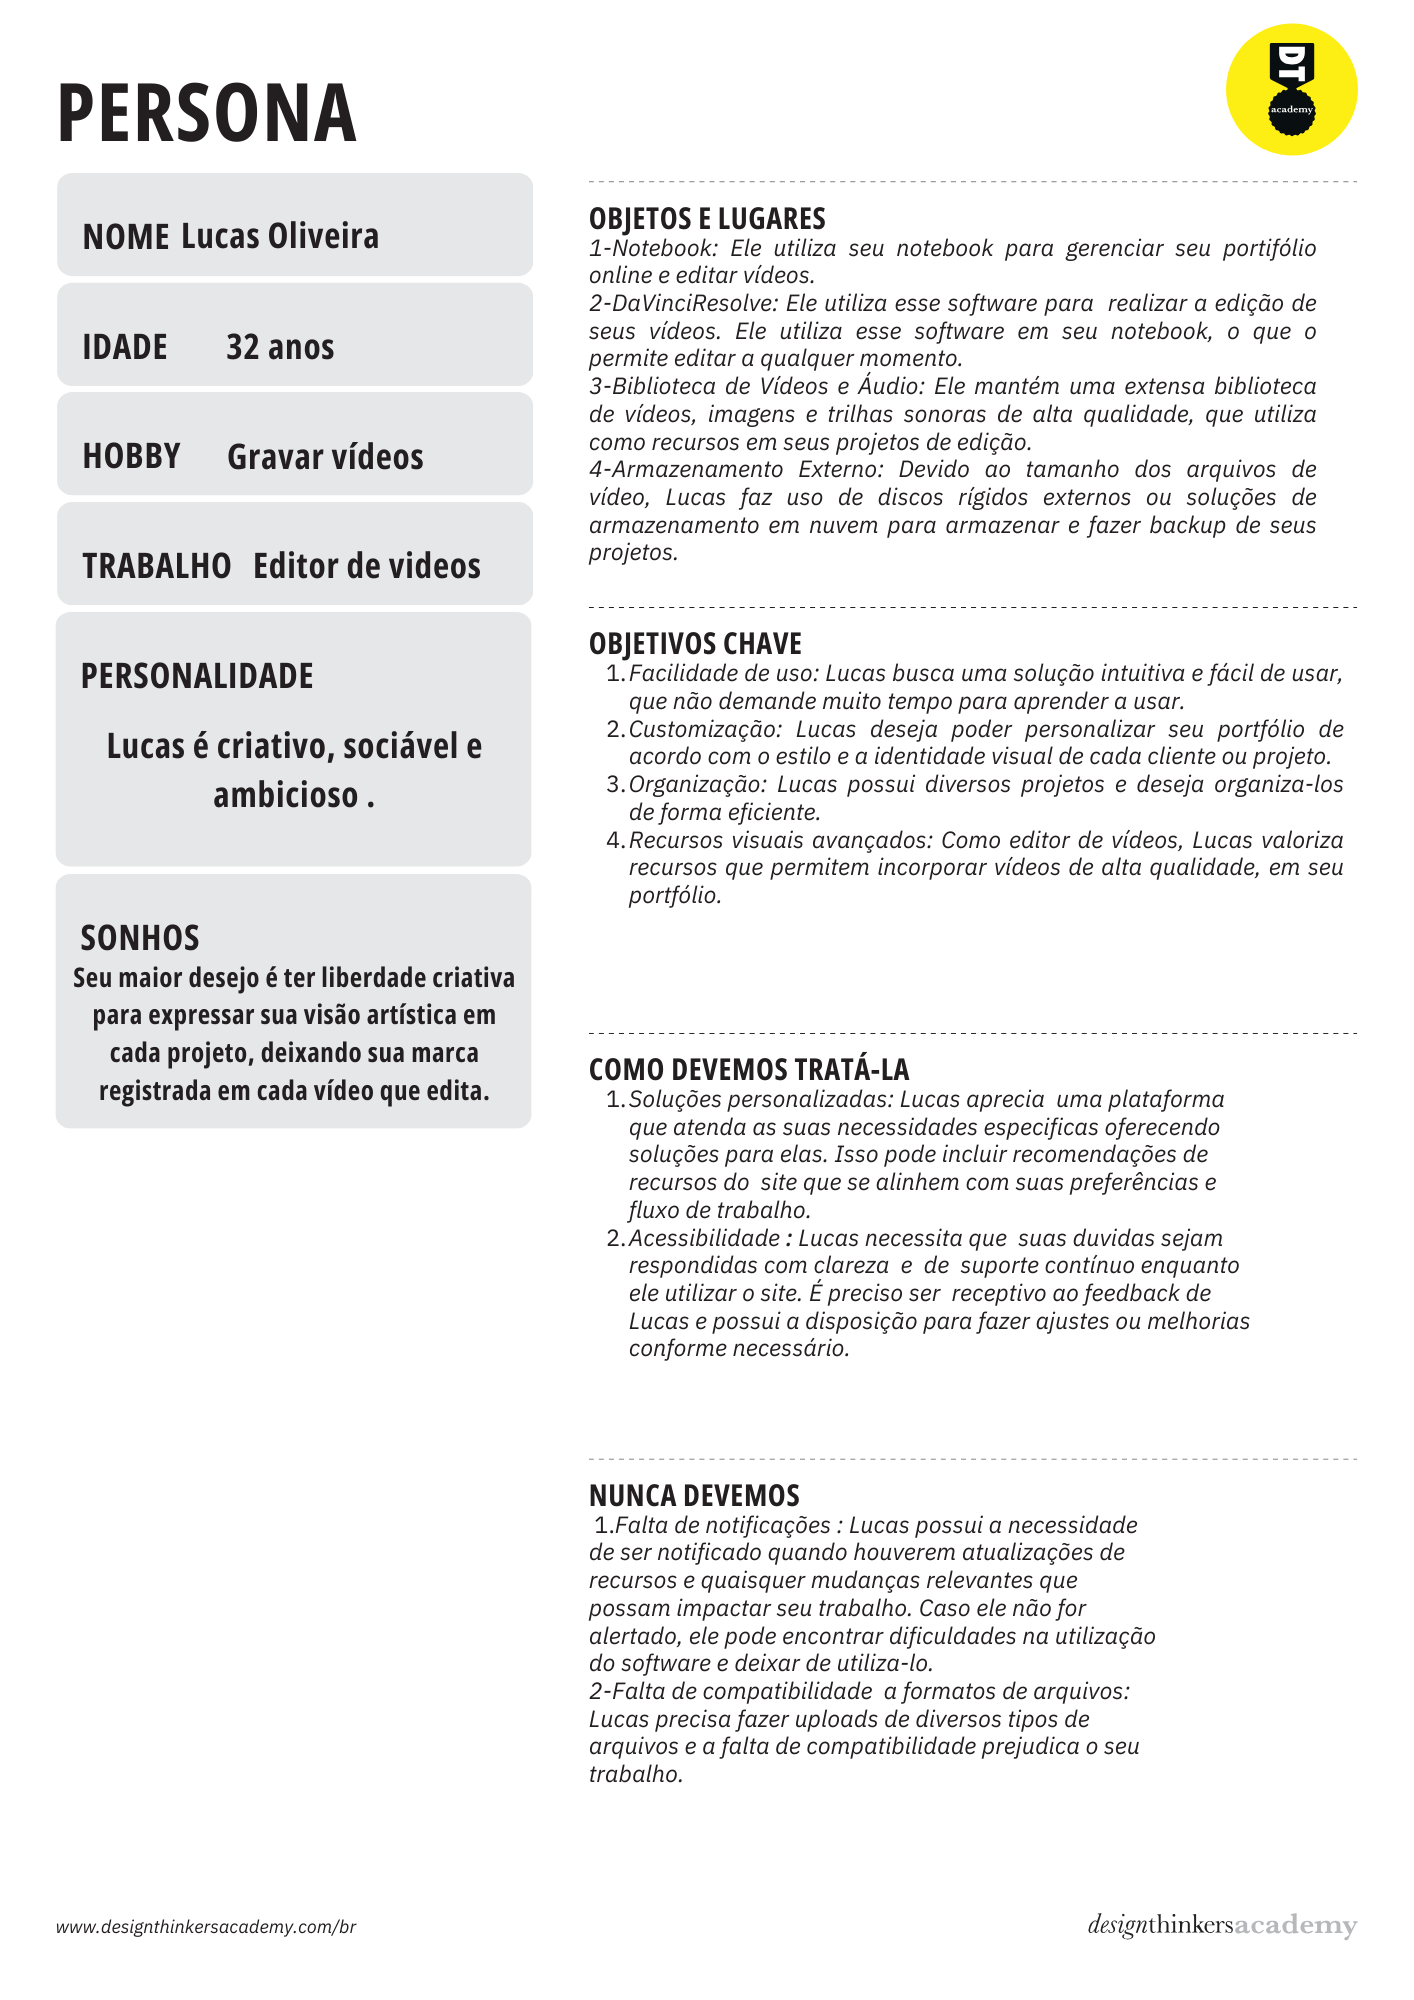 PERSONA
DT
academy
NOME Lucas Oliveira
IDADE 32 anos
HOBBY Gravar vídeos
TRABALHO Editor de videos
PERSONALIDADE
Lucas é criativo, sociável e
ambicioso .
SONHOS
Seu maior desejo é ter liberdade criativa
para expressar sua visão artística em
cada projeto, deixando sua marca
registrada em cada vídeo que edita.
OBJETOS E LUGARES
1-Notebook: Ele utiliza seu notebook para gerenciar seu portifólio
online e editar vídeos.
2-DaVinciResolve: Ele utiliza esse software para realizar a edição de
seus vídeos. Ele utiliza esse software em seu notebook, o que o
permite editar a qualquer momento.
3-Biblioteca de Vídeos e Áudio: Ele mantém uma extensa biblioteca
de vídeos, imagens e trilhas sonoras de alta qualidade, que utiliza
como recursos em seus projetos de edição.
4-Armazenamento Externo: Devido ao tamanho dos arquivos de
vídeo, Lucas faz uso de discos rígidos externos ou soluções de
armazenamento em nuvem para armazenar e fazer backup de seus
projetos.
OBJETIVOS CHAVE
1. Facilidade de uso: Lucas busca uma solução intuitiva e fácil de usar,
que não demande muito tempo para aprender a usar.
2. Customização: Lucas deseja poder personalizar seu portfólio de
acordo com o estilo e a identidade visual de cada cliente ou projeto.
3. Organização: Lucas possui diversos projetos e deseja organiza-los
de forma eficiente.
4. Recursos visuais avançados: Como editor de vídeos, Lucas valoriza
recursos que permitem incorporar vídeos de alta qualidade, em seu
portfólio.
COMO DEVEMOS TRATÁ-LA
1. Soluções personalizadas: Lucas aprecia uma plataforma
que atenda as suas necessidades especificas oferecendo
soluções para elas. Isso pode incluir recomendações de
recursos do site que se alinhem com suas preferências e
fluxo de trabalho.
2. Acessibilidade : Lucas necessita que suas duvidas sejam
respondidas com clareza e de suporte contínuo enquanto
ele utilizar o site. É preciso ser receptivo ao feedback de
Lucas e possui a disposição para fazer ajustes ou melhorias
conforme necessário.
NUNCA DEVEMOS
1.Falta de notificações : Lucas possui a necessidade
de ser notificado quando houverem atualizações de
recursos e quaisquer mudanças relevantes que
possam impactar seu trabalho. Caso ele não for
alertado, ele pode encontrar dificuldades na utilização
do software e deixar de utiliza-lo.
2-Falta de compatibilidade a formatos de arquivos:
Lucas precisa fazer uploads de diversos tipos de
arquivos e a falta de compatibilidade prejudica o seu
trabalho.
www.designthinkersacademy.com/br
designthinkersacademy